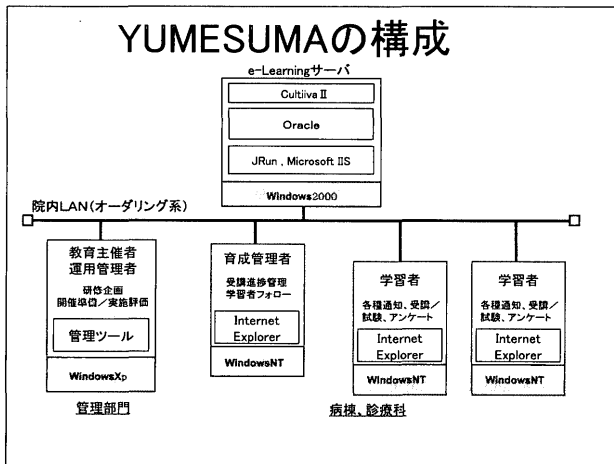 YUMESUMAの構成
e-Learningサーバ
Cultiiva II
Oracle
JRun , Microsoft IIS
Windows2000
院内LAN(オーダリング系)
教育主催者
運用管理者
研修企画
開催準備／実施評価
管理ツール
WindowsXp
管理部門
育成管理者
受講進捗管理
学習者フォロー
Internet
Explorer
WindowsNT
学習者
各種通知、受講／
試験、アンケート
Internet
Explorer
WindowsNT
学習者
各種通知、受講／
試験、アンケート
Internet
Explorer
WindowsNT
病棟、診療科